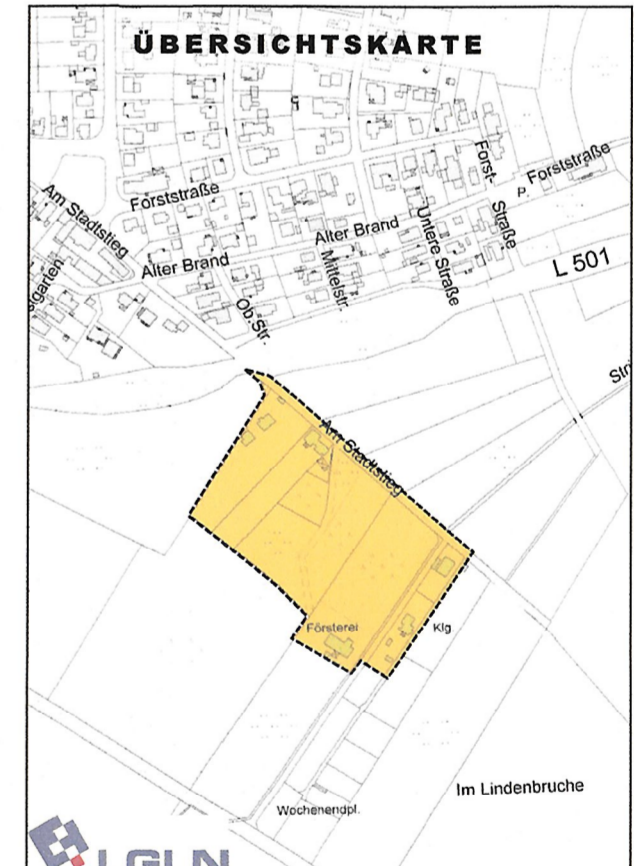 ÜBERSICHTSKARTE
Forst-
Straße
Forststraße
P.
Am Stadtstieg
Forststraße
Alter Brand
Untere Straße
L 501
Alter Brand
Mittelstr.
Ob.Str.
Am Stadtstieg
Försterei
Klg
Im Lindenbruche
Wochenendpl.
LGLN